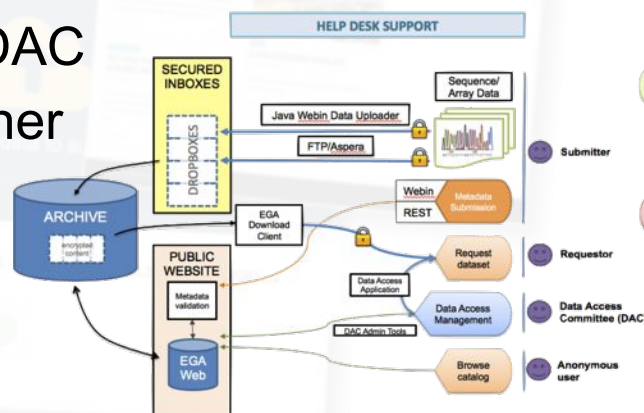 HELP DESK SUPPORT
DAC
ner
SECURED
INBOXES
DROPBOXES
Java Webin Data Uploader
FTP/Aspera
Sequence/
Array Data
Submitter
Webin
REST
Metadata
Submission
ARCHIVE
encrypted
content
EGA
Download
Client
PUBLIC
WEBSITE
Metadata
validation
EGA
Web
Request
dataset
Requestor
Data Access
Application
Data Access
Management
Data Access
Committee (DAC
DAC Admin Tools
Browse
catalog
Anonymous
user